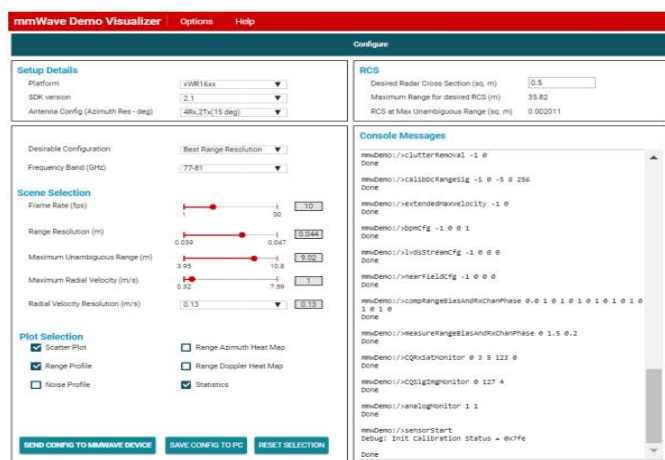 mmWave Demo Visualizer Options Help
Configure
Setup Details
Platform xWR16xx
SDK version 2.1
Antenna Config (Azimuth Res - deg) 4Rx,2Tx(15 deg)
Desirable Configuration Best Range Resolution
Frequency Band (GHz) 77-81
Scene Selection
Frame Rate (fps) 10
1 30
Range Resolution (m) 0.044
0.039 0.047
Maximum Unambiguous Range (m) 9.02
3.95 10.8
Maximum Radial Velocity (m/s) 1
0.32 7.59
Radial Velocity Resolution (m/s) 0.13 0.13
Plot Selection
Scatter Plot Range Azimuth Heat Map
Range Profile Range Doppler Heat Map
Noise Profile Statistics
SEND CONFIG TO MMWAVE DEVICE SAVE CONFIG TO PC RESET SELECTION
RCS
Desired Radar Cross Section (sq. m) 0.5
Maximum Range for desired RCS (m) 35.82
RCS at Max Unambiguous Range (sq. m) 0.002011
Console Messages
mmwDemo:/>clutterRemoval -1 0
Done
mmwDemo:/>calibDcRangeSig -1 0 -5 8 256
Done
mmwDemo:/>extendedMaxVelocity -1 0
Done
mmwDemo:/>bpmCfg -1 0 0 1
Done
mmwDemo:/>lvdsStreamCfg -1 0 0 0
Done
mmwDemo:/>nearFieldCfg -1 0 0 0
Done
mmwDemo:/>compRangeBiasAndRxChanPhase 0.0 1 0 1 0 1 0 1 0 1 0 1 0
1 0 1 0
Done
mmwDemo:/>measureRangeBiasAndRxChanPhase 0 1.5 0.2
Done
mmwDemo:/>CQRxSatMonitor 0 3 5 123 0
Done
mmwDemo:/>CQSigImgMonitor 0 127 4
Done
mmwDemo:/>analogMonitor 1 1
Done
mmwDemo:/>sensorStart
Debug: Init Calibration Status = 0x7fe
Done